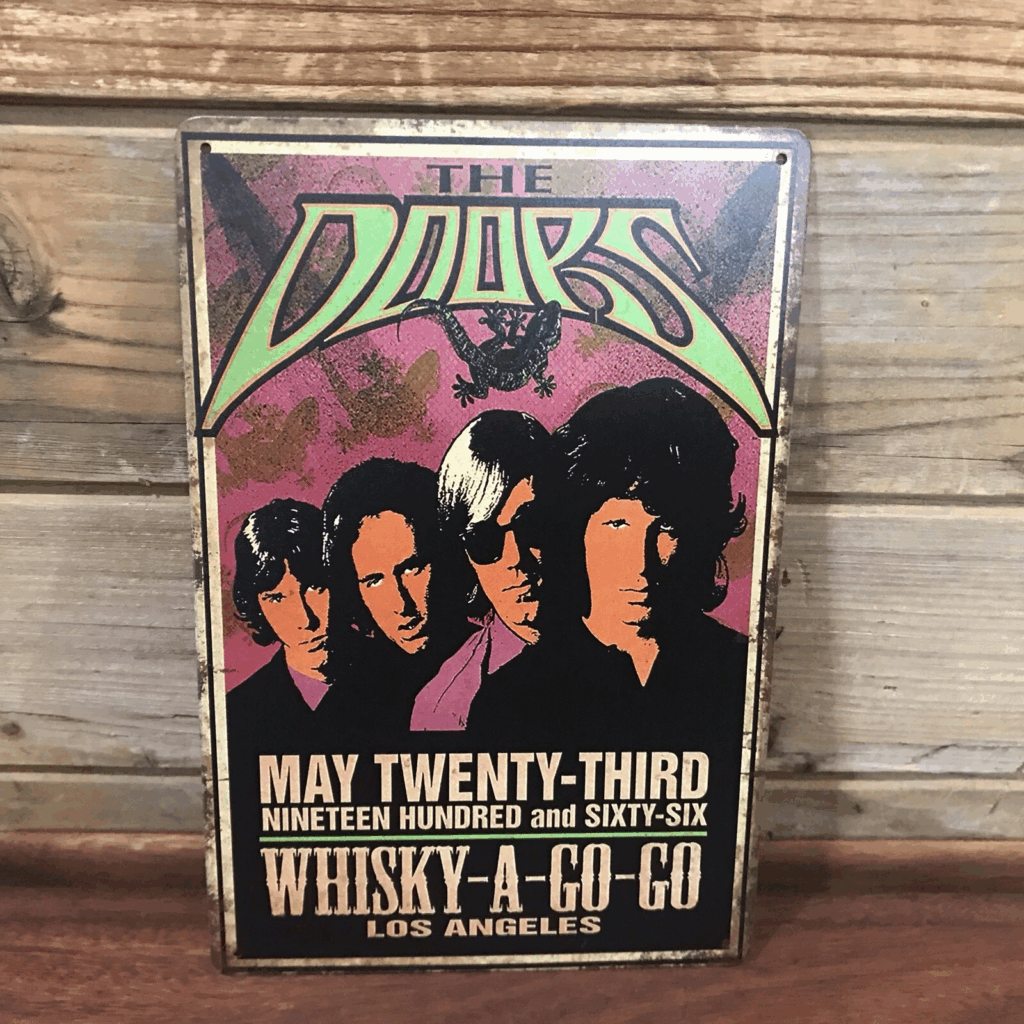 THE
DOORS
MAY TWENTY-THIRD
NINETEEN HUNDRED and SIXTY-SIX
WHISKY-A-GO-GO
LOS ANGELES